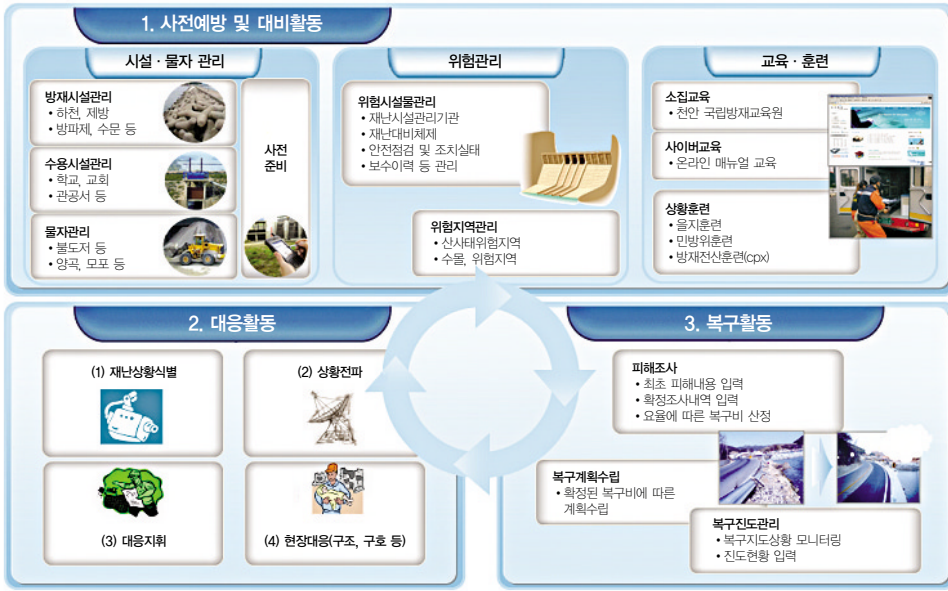 1. 사전예방 및 대비활동
시설 · 물자 관리
방재시설관리
• 하천, 제방
• 방파제, 수문 등
수용시설관리
• 학교, 교회
• 관공서 등
물자관리
• 불도저 등
• 양곡, 모포 등
사전
준비
위험관리
위험시설물관리
• 재난시설관리기관
• 재난대비체제
• 안전점검 및 조치실태
• 보수이력 등 관리
위험지역관리
• 산사태위험지역
• 수몰, 위험지역
교육 · 훈련
소집교육
• 천안 국립방재교육원
사이버교육
• 온라인 매뉴얼 교육
상황훈련
• 을지훈련
• 민방위훈련
• 방재전산훈련(cpx)
2. 대응활동
(1) 재난상황식별
(2) 상황전파
(3) 대응지휘
(4) 현장대응(구조, 구호 등)
3. 복구활동
피해조사
• 최초 피해내용 입력
• 확정조사내역 입력
• 요율에 따른 복구비 산정
복구계획수립
• 확정된 복구비에 따른
계획수립
복구진도관리
• 복구지도상황 모니터링
• 진도현황 입력